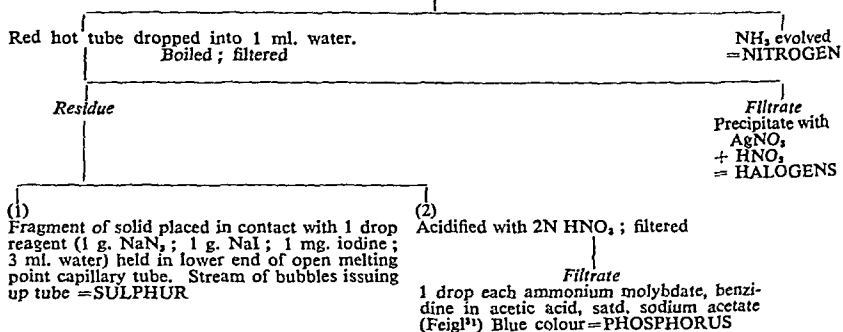 Red hot tube dropped into 1 ml. water.
Boiled ; filtered
NH₃ evolved
=NITROGEN
Residue
Filtrate
Precipitate with
AgNO₃
+ HNO₃
= HALOGENS
(1)
Fragment of solid placed in contact with 1 drop
reagent (1 g. NaN₃ ; 1 g. NaI ; 1 mg. iodine ;
3 ml. water) held in lower end of open melting
point capillary tube. Stream of bubbles issuing
up tube =SULPHUR
(2)
Acidified with 2N HNO₃ ; filtered
Filtrate
1 drop each ammonium molybdate, benzi-
dine in acetic acid, satd. sodium acetate
(Feigl³¹) Blue colour=PHOSPHORUS